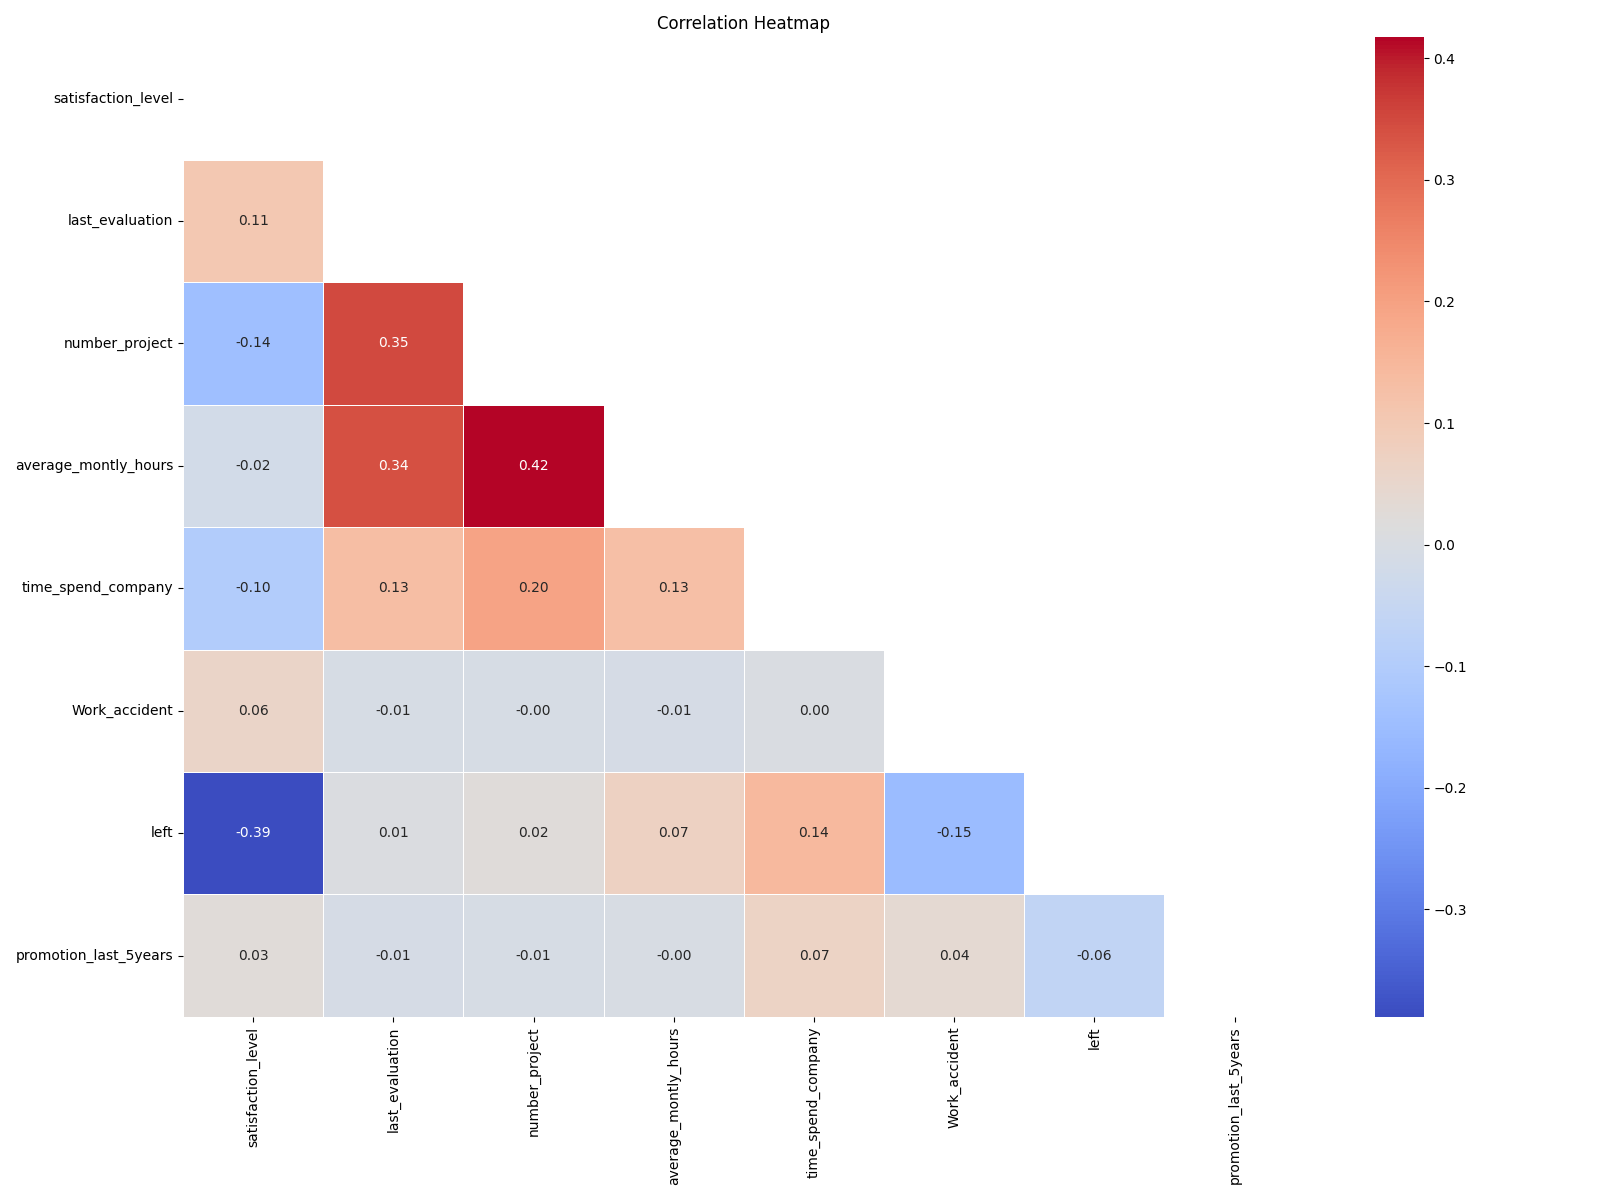 Correlation Heatmap
satisfaction_level
last_evaluation 0.11
number_project -0.14 0.35
average_montly_hours -0.02 0.34 0.42
time_spend_company -0.10 0.13 0.20 0.13
Work_accident 0.06 -0.01 -0.00 -0.01 0.00
left -0.39 0.01 0.02 0.07 0.14 -0.15
promotion_last_5years 0.03 -0.01 -0.01 -0.00 0.07 0.04 -0.06
satisfaction_level
last_evaluation
number_project
average_montly_hours
time_spend_company
Work_accident
left
promotion_last_5years
0.4
0.3
0.2
0.1
0.0
−0.1
−0.2
−0.3